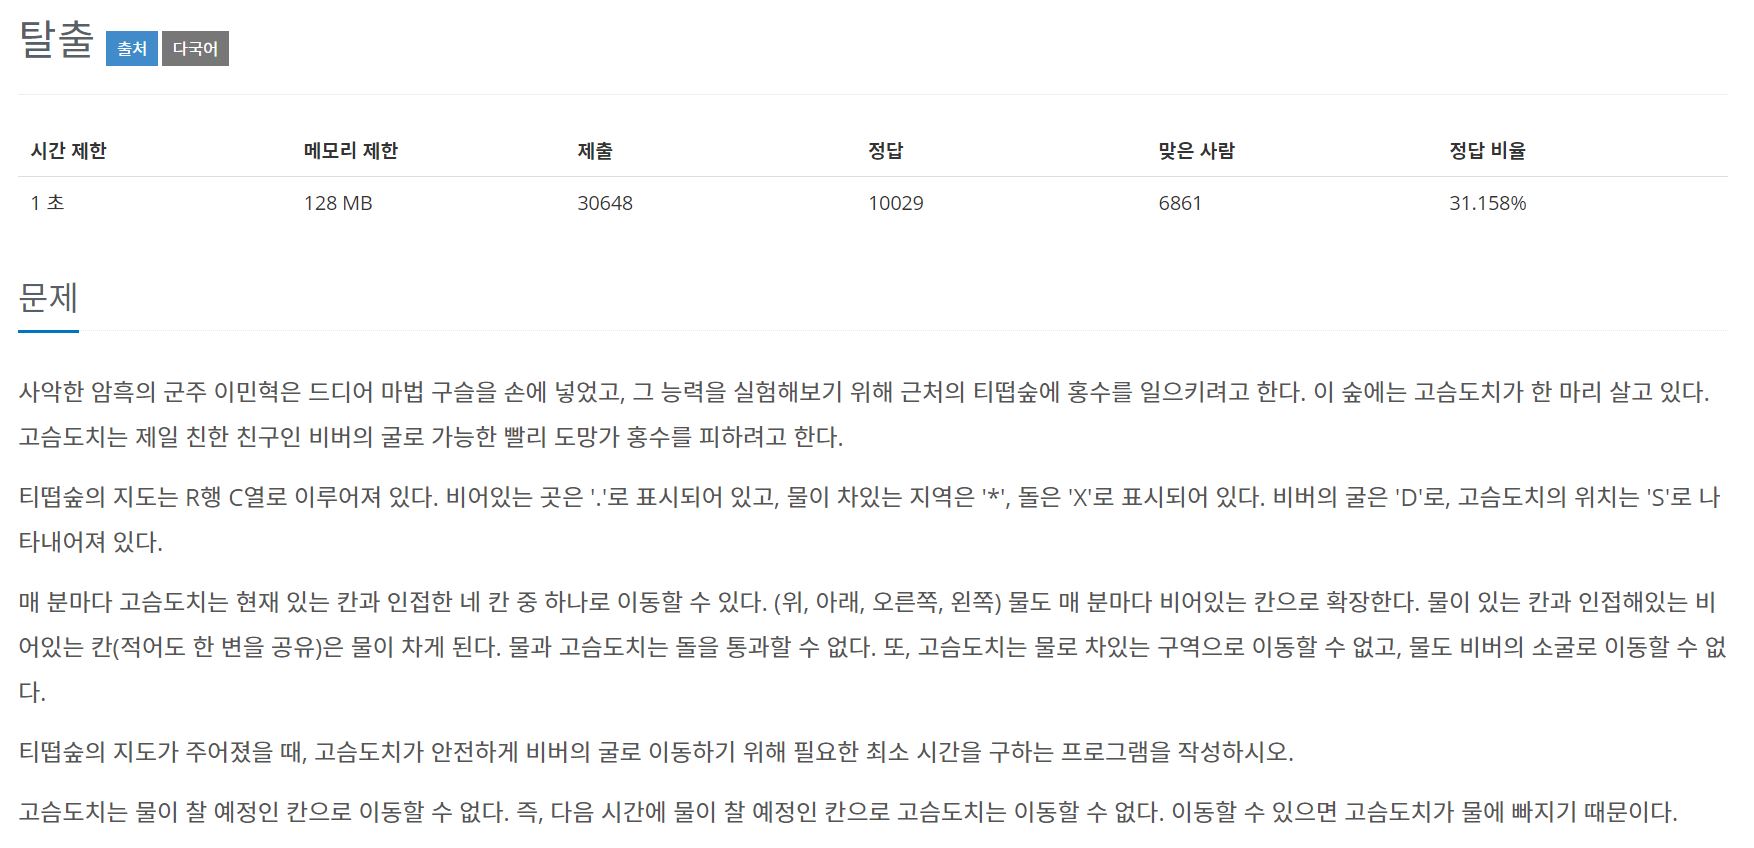 탈출 출처 다국어
시간 제한 메모리 제한 제출 정답 맞은 사람 정답 비율
1 초 128 MB 30648 10029 6861 31.158%
문제
사악한 암흑의 군주 이민혁은 드디어 마법 구슬을 손에 넣었고, 그 능력을 실험해보기 위해 근처의 티떱숲에 홍수를 일으키려고 한다. 이 숲에는 고슴도치가 한 마리 살고 있다.
고슴도치는 제일 친한 친구인 비버의 굴로 가능한 빨리 도망가 홍수를 피하려고 한다.
티떱숲의 지도는 R행 C열로 이루어져 있다. 비어있는 곳은 '.'로 표시되어 있고, 물이 차있는 지역은 '*', 돌은 'X'로 표시되어 있다. 비버의 굴은 'D'로, 고슴도치의 위치는 'S'로 나
타내어져 있다.
매 분마다 고슴도치는 현재 있는 칸과 인접한 네 칸 중 하나로 이동할 수 있다. (위, 아래, 오른쪽, 왼쪽) 물도 매 분마다 비어있는 칸으로 확장한다. 물이 있는 칸과 인접해있는 비
어있는 칸(적어도 한 변을 공유)은 물이 차게 된다. 물과 고슴도치는 돌을 통과할 수 없다. 또, 고슴도치는 물로 차있는 구역으로 이동할 수 없고, 물도 비버의 소굴로 이동할 수 없
다.
티떱숲의 지도가 주어졌을 때, 고슴도치가 안전하게 비버의 굴로 이동하기 위해 필요한 최소 시간을 구하는 프로그램을 작성하시오.
고슴도치는 물이 찰 예정인 칸으로 이동할 수 없다. 즉, 다음 시간에 물이 찰 예정인 칸으로 고슴도치는 이동할 수 없다. 이동할 수 있으면 고슴도치가 물에 빠지기 때문이다.